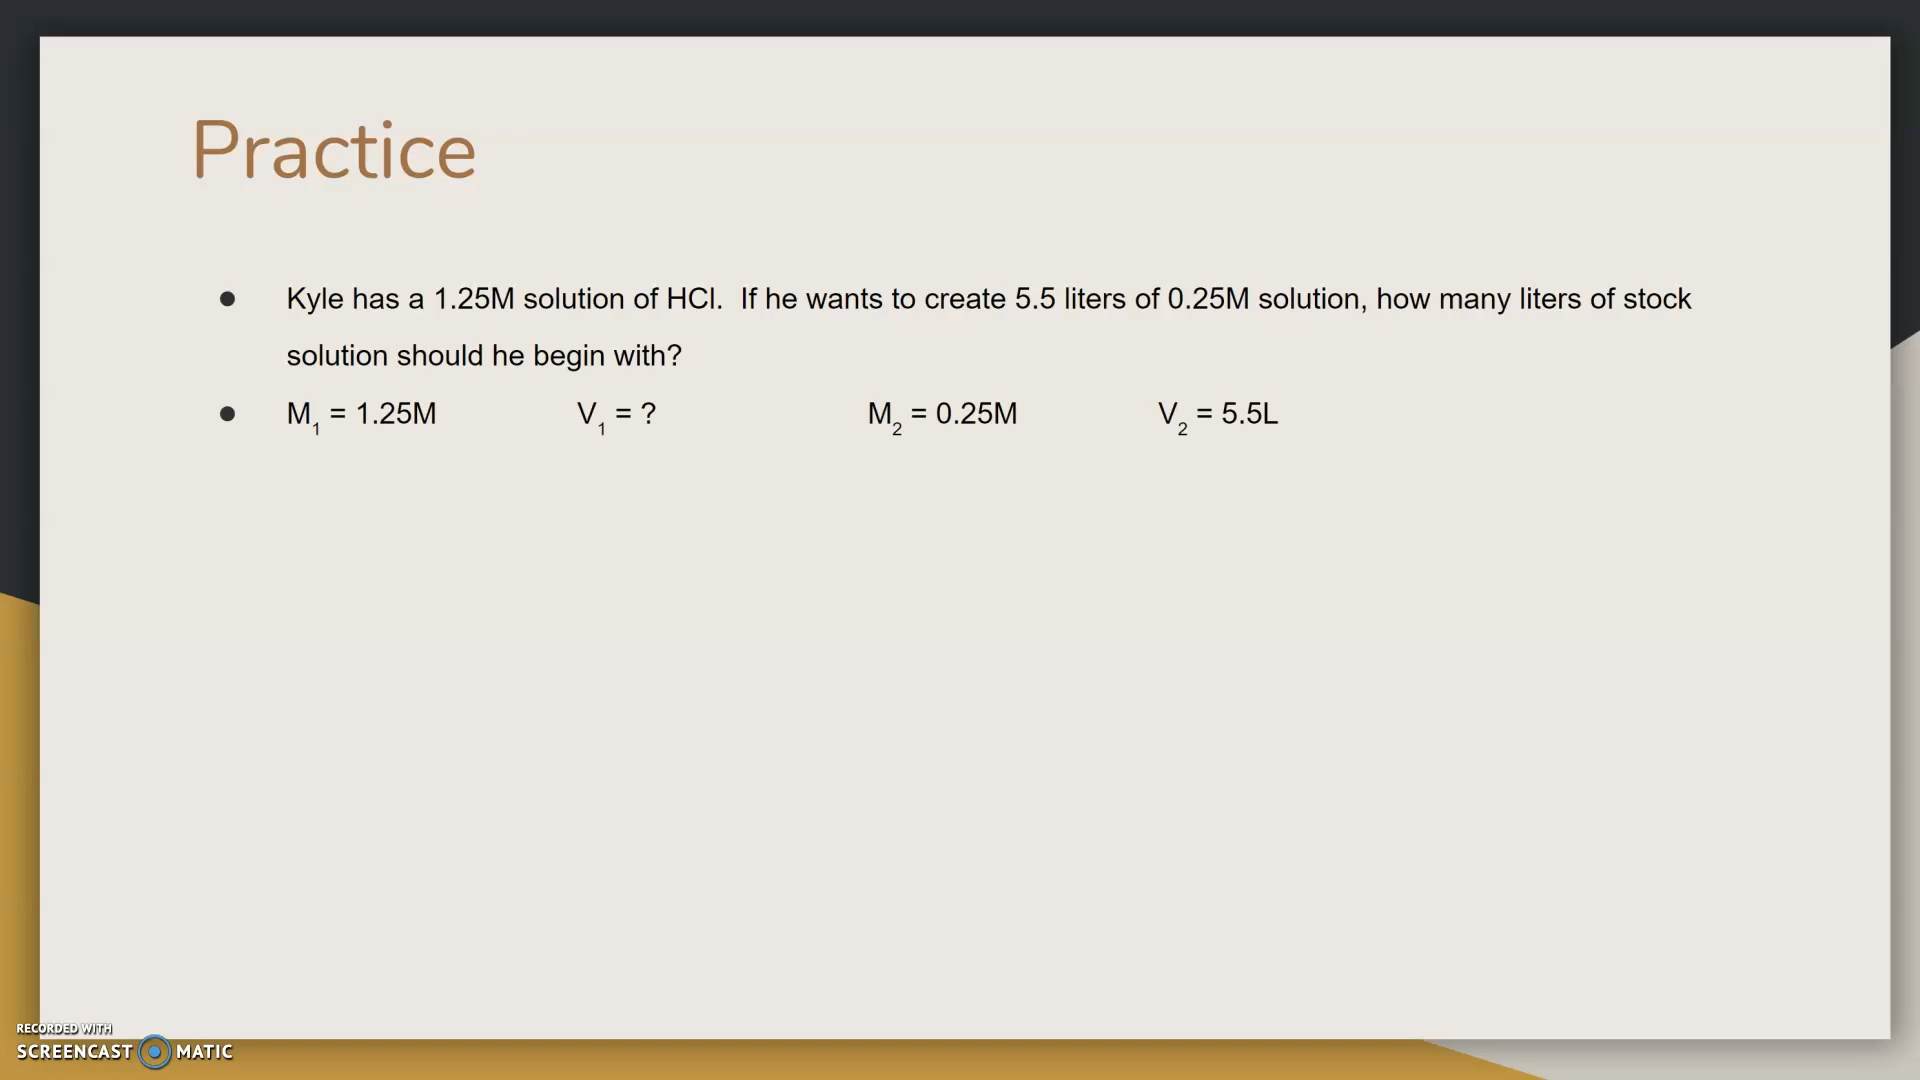 Practice
● Kyle has a 1.25M solution of HCl.  If he wants to create 5.5 liters of 0.25M solution, how many liters of stock
solution should he begin with?
● M₁ = 1.25M V₁ = ? M₂ = 0.25M V₂ = 5.5L
RECORDED WITH
SCREENCAST MATIC